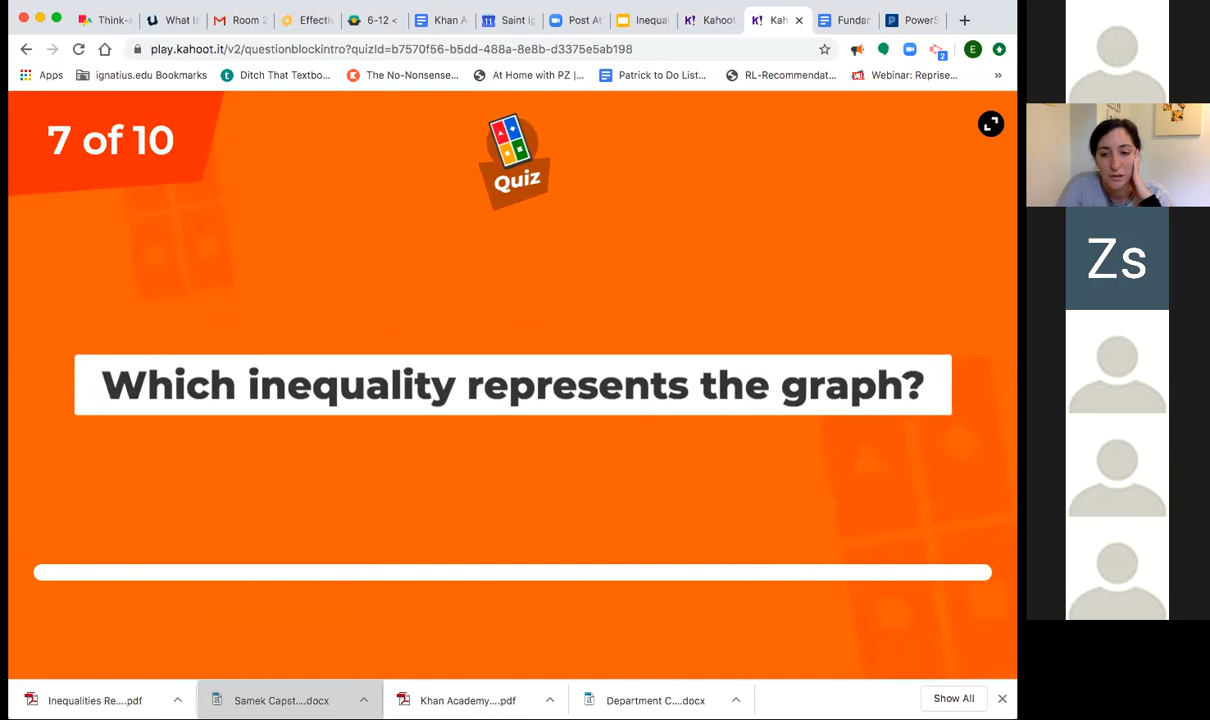 Think-a
What Is
Room 2
Effectiv
6-12 <
Khan A
Saint Ig
Post At
Inequal
Kahoot
Kah
Fundar
PowerS
play.kahoot.it/v2/questionblockintro?quizId=b7570f56-b5dd-488a-8e8b-d3375e5ab198
E
Apps
ignatius.edu Bookmarks
Ditch That Textbo...
The No-Nonsense...
At Home with PZ |...
Patrick to Do List...
RL-Recommendat...
Webinar: Reprise...
»
2
7 of 10
Quiz
Which inequality represents the graph?
Zs
Inequalities Re....pdf
Samek Capst....docx
Khan Academy....pdf
Department C....docx
Show All